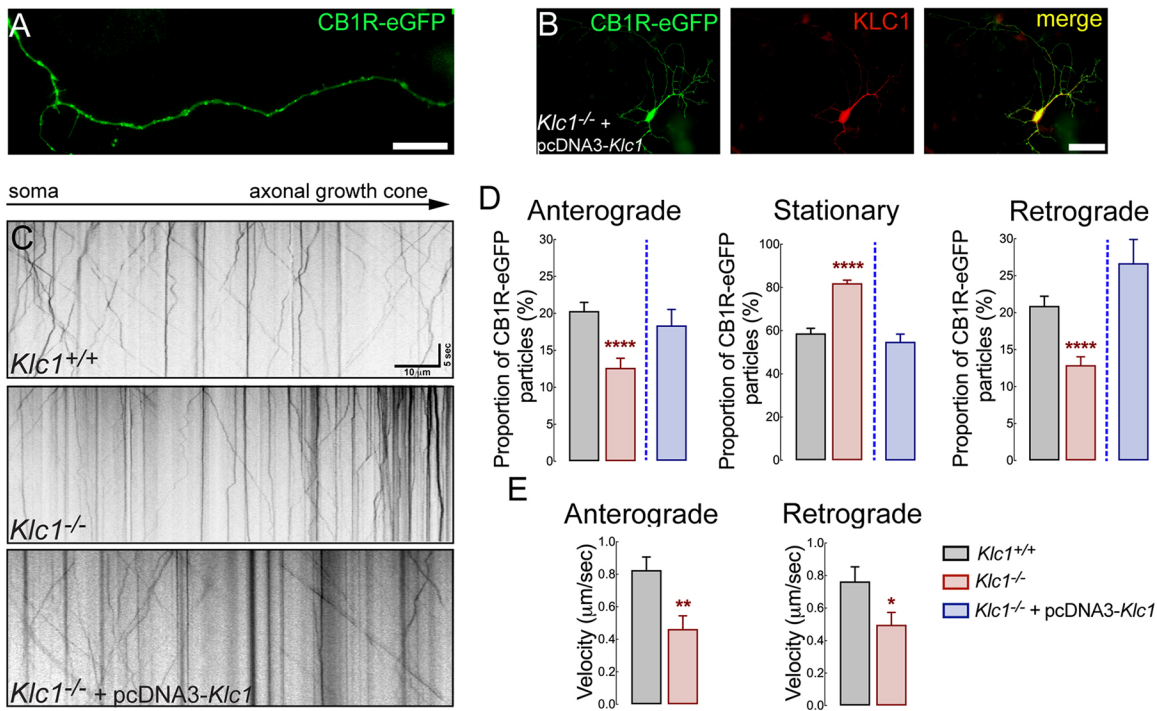 A
CB1R-eGFP
B
CB1R-eGFP
KLC1
merge
Klc1-/- +
pcDNA3-Klc1
soma
axonal growth cone
C
Klc1+/+
5 sec
10 µm
Klc1-/-
Klc1-/- + pcDNA3-Klc1
D
Anterograde
Stationary
Retrograde
Proportion of CB1R-eGFP
particles (%)
30
25
20
15
10
5
0
****
Proportion of CB1R-eGFP
particles (%)
100
80
60
40
20
0
****
Proportion of CB1R-eGFP
particles (%)
30
25
20
15
10
5
0
****
E
Anterograde
Retrograde
Velocity (µm/sec)
1.0
0.8
0.6
0.4
0.2
0.0
**
Velocity (µm/sec)
1.0
0.8
0.6
0.4
0.2
0.0
*
Klc1+/+
Klc1-/-
Klc1-/- + pcDNA3-Klc1